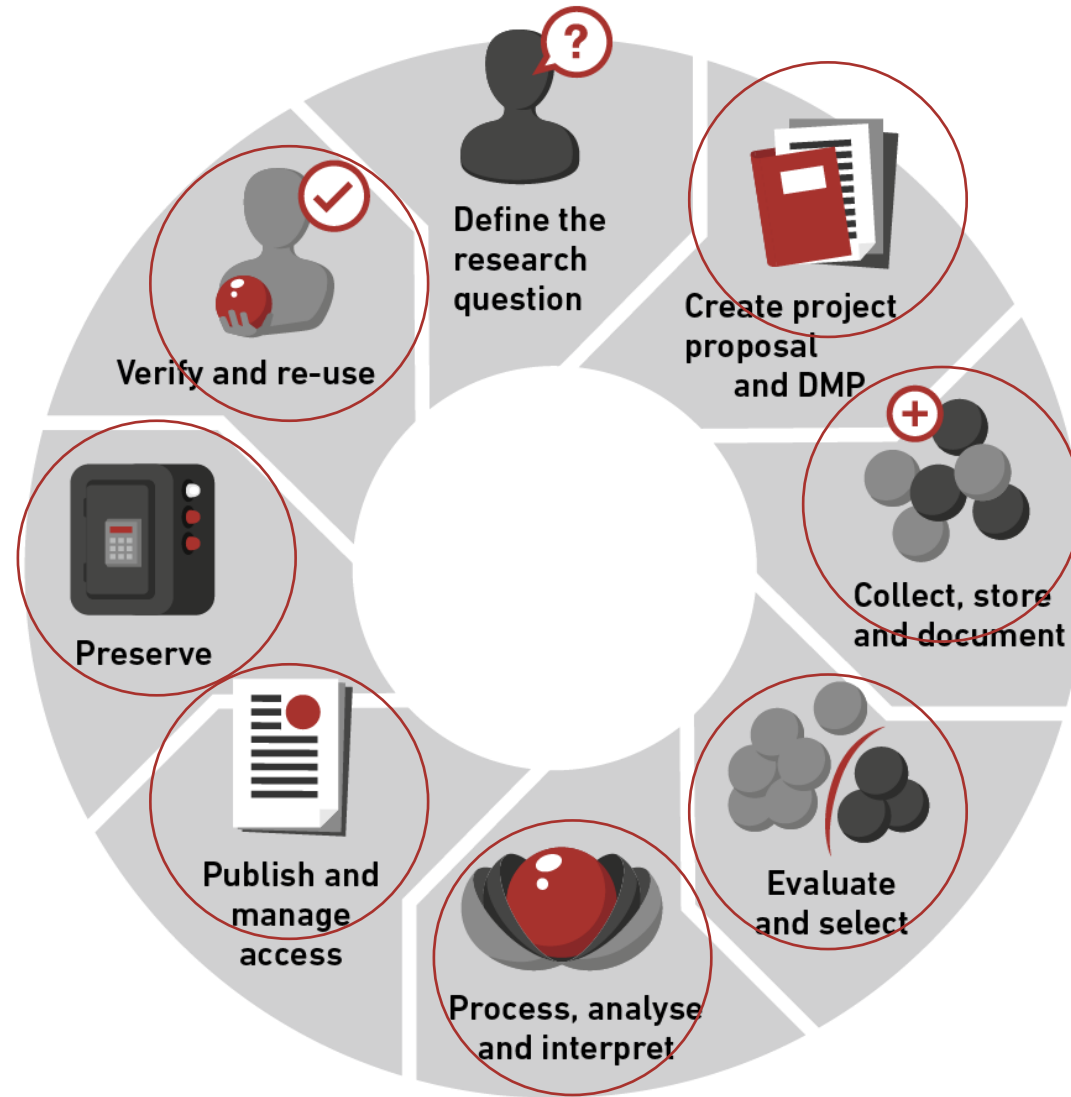 ?
Define the
research
question
Create project
proposal
and DMP
+
Collect, store
and document
Evaluate
and select
Process, analyse
and interpret
Publish and
manage
access
Preserve
Verify and re-use